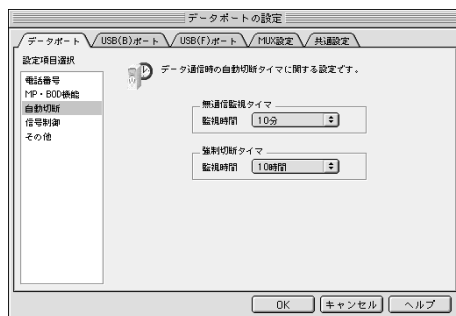 データポートの設定
データポート USB(B)ポート USB(F)ポート MUX設定 共通設定
設定項目選択
電話番号
MP・BOD機能
自動切断
信号制御
その他
データ通信時の自動切断タイマに関する設定です。
無通信監視タイマ
監視時間 10分
強制切断タイマ
監視時間 10時間
OK キャンセル ヘルプ